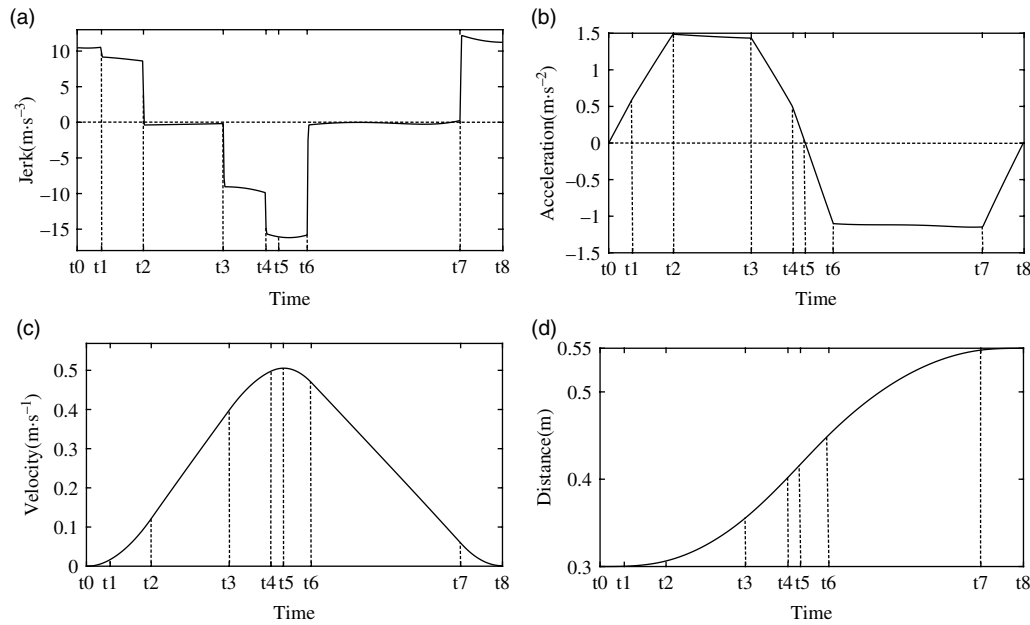 (a)
10
5
0
−5
−10
−15
Jerk(m·s⁻³)
t0 t1 t2 t3 t4 t5 t6 t7 t8
Time
(b)
1.5
1
0.5
0
−0.5
−1
−1.5
Acceleration(m·s⁻²)
t0 t1 t2 t3 t4 t5 t6 t7 t8
Time
(c)
0.5
0.4
0.3
0.2
0.1
0
Velocity(m·s⁻¹)
t0 t1 t2 t3 t4 t5 t6 t7 t8
Time
(d)
0.55
0.5
0.4
0.3
Distance(m)
t0 t1 t2 t3 t4 t5 t6 t7 t8
Time